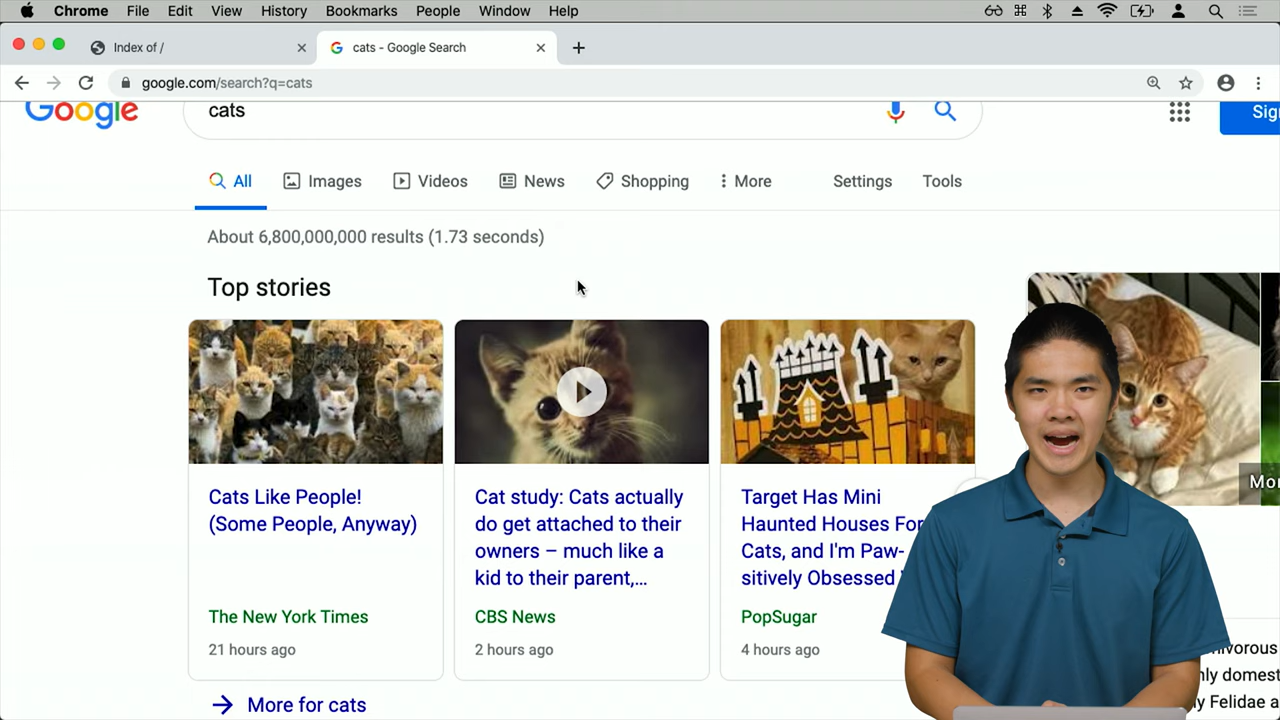 Chrome File Edit View History Bookmarks People Window Help
Index of /
cats - Google Search
google.com/search?q=cats
Google
cats
All Images Videos News Shopping More Settings Tools
About 6,800,000,000 results (1.73 seconds)
Top stories
Cats Like People!
(Some People, Anyway)
The New York Times
21 hours ago
Cat study: Cats actually
do get attached to their
owners – much like a
kid to their parent,...
CBS News
2 hours ago
Target Has Mini
Haunted Houses For
Cats, and I'm Paw-
sitively Obsessed
PopSugar
4 hours ago
More for cats